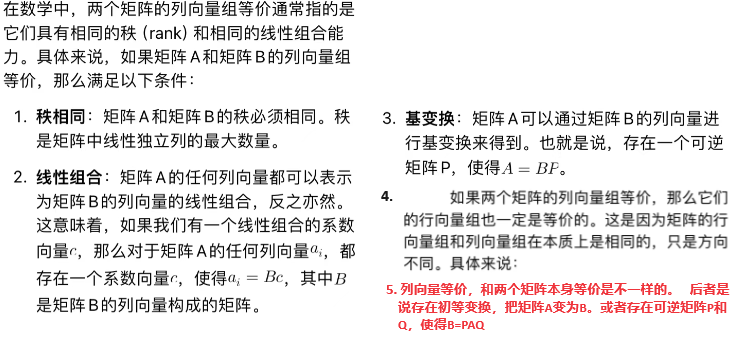 在数学中，两个矩阵的列向量组等价通常指的是
它们具有相同的秩（rank）和相同的线性组合能
力。具体来说，如果矩阵A和矩阵B的列向量组
等价，那么满足以下条件：
1. 秩相同：矩阵A和矩阵B的秩必须相同。秩
是矩阵中线性独立列的最大数量。
2. 线性组合：矩阵A的任何列向量都可以表示
为矩阵B的列向量的线性组合，反之亦然。
这意味着，如果我们有一个线性组合的系数
向量c，那么对于矩阵A的任何列向量aᵢ，都
存在一个系数向量c，使得aᵢ = Bc，其中B
是矩阵B的列向量构成的矩阵。
3. 基变换：矩阵A可以通过矩阵B的列向量进
行基变换来得到。也就是说，存在一个可逆
矩阵P，使得A = BP。
4. 如果两个矩阵的列向量组等价，那么它们
的行向量组也一定是等价的。这是因为矩阵的行
向量组和列向量组在本质上是相同的，只是方向
不同。具体来说：
5. 列向量等价，和两个矩阵本身等价是不一样的。 后者是
说存在初等变换，把矩阵A变为B。或者存在可逆矩阵P和
Q，使得B=PAQ